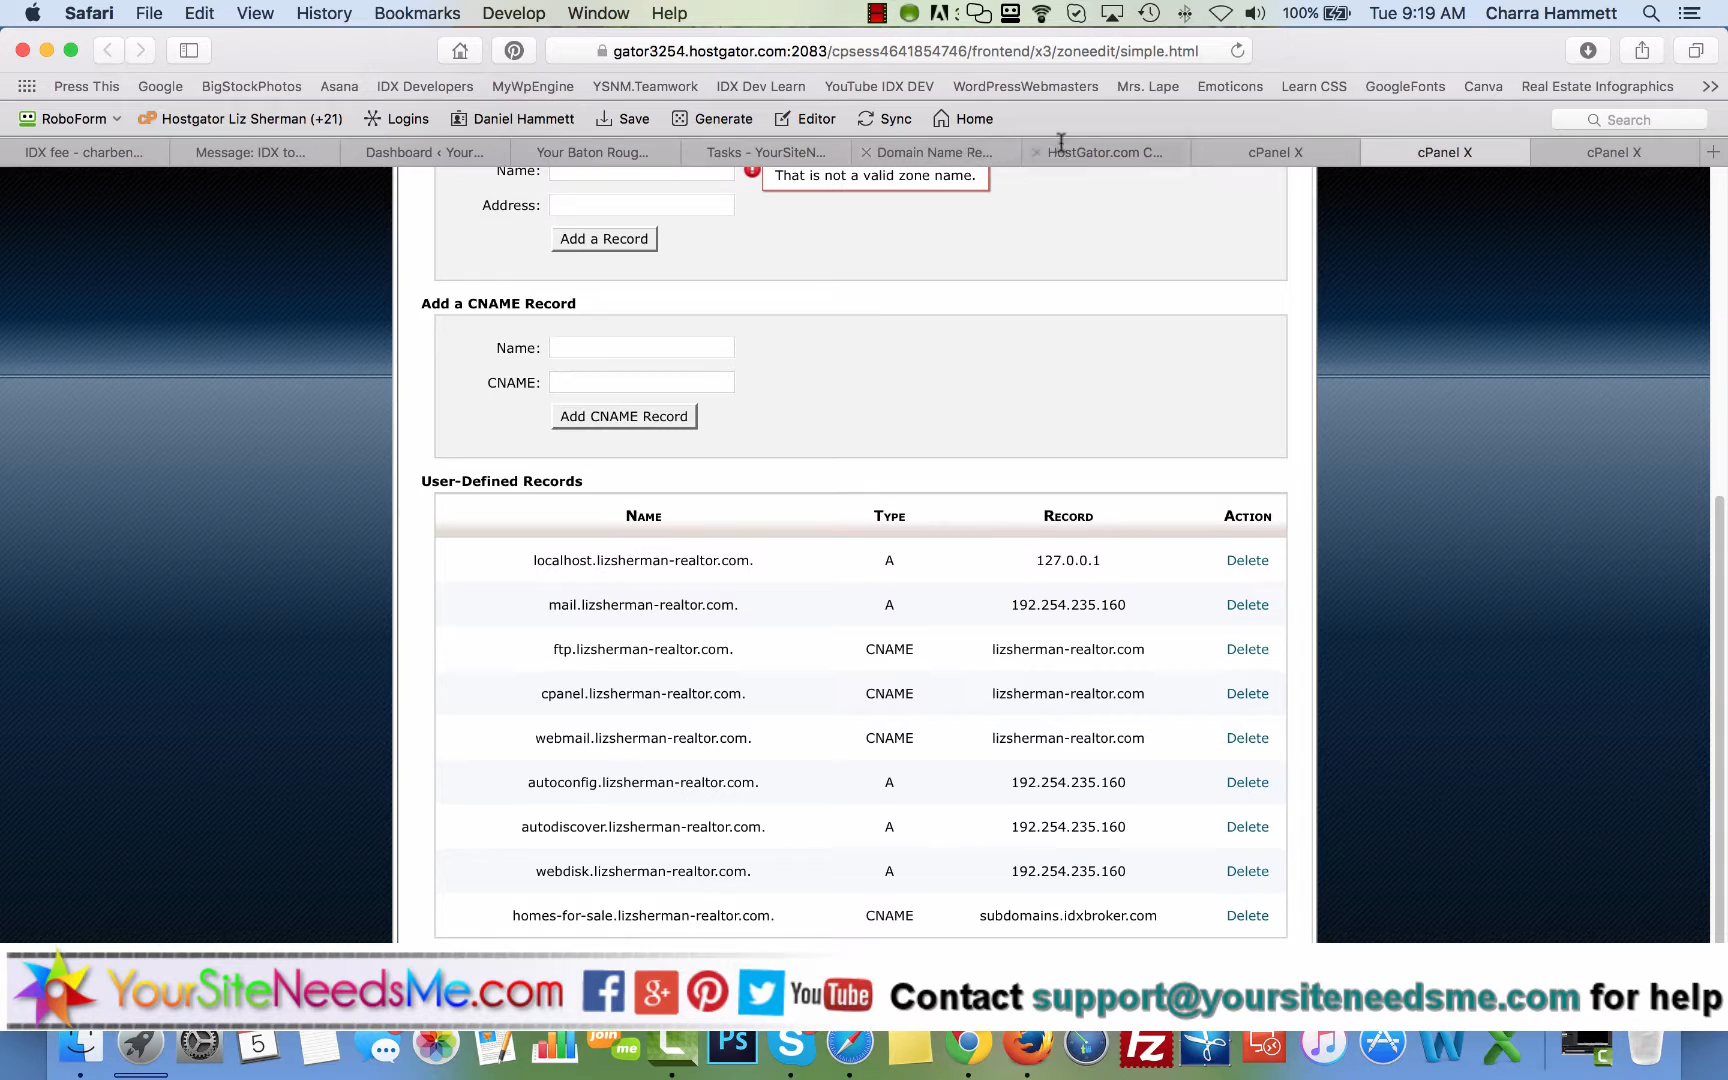 Safari File Edit View History Bookmarks Develop Window Help 100% Tue 9:19 AM Charra Hammett
gator3254.hostgator.com:2083/cpsess4641854746/frontend/x3/zoneedit/simple.html
Press This Google BigStockPhotos Asana IDX Developers MyWpEngine YSNM.Teamwork IDX Dev Learn YouTube IDX DEV WordPressWebmasters Mrs. Lape Emoticons Learn CSS GoogleFonts Canva Real Estate Infographics
RoboForm Hostgator Liz Sherman (+21) Logins Daniel Hammett Save Generate Editor Sync Home Search
IDX fee - charben... Message: IDX to... Dashboard ‹ Your... Your Baton Roug... Tasks - YourSiteN... Domain Name Re... HostGator.com C... cPanel X cPanel X cPanel X
Name: That is not a valid zone name.
Address:
Add a Record
Add a CNAME Record
Name:
CNAME:
Add CNAME Record
User-Defined Records
Name Type Record Action
localhost.lizsherman-realtor.com. A 127.0.0.1 Delete
mail.lizsherman-realtor.com. A 192.254.235.160 Delete
ftp.lizsherman-realtor.com. CNAME lizsherman-realtor.com Delete
cpanel.lizsherman-realtor.com. CNAME lizsherman-realtor.com Delete
webmail.lizsherman-realtor.com. CNAME lizsherman-realtor.com Delete
autoconfig.lizsherman-realtor.com. A 192.254.235.160 Delete
autodiscover.lizsherman-realtor.com. A 192.254.235.160 Delete
webdisk.lizsherman-realtor.com. A 192.254.235.160 Delete
homes-for-sale.lizsherman-realtor.com. CNAME subdomains.idxbroker.com Delete
YourSiteNeedsMe.com You Tube Contact support@yoursiteneedsme.com for help
5 join me Ps FZ